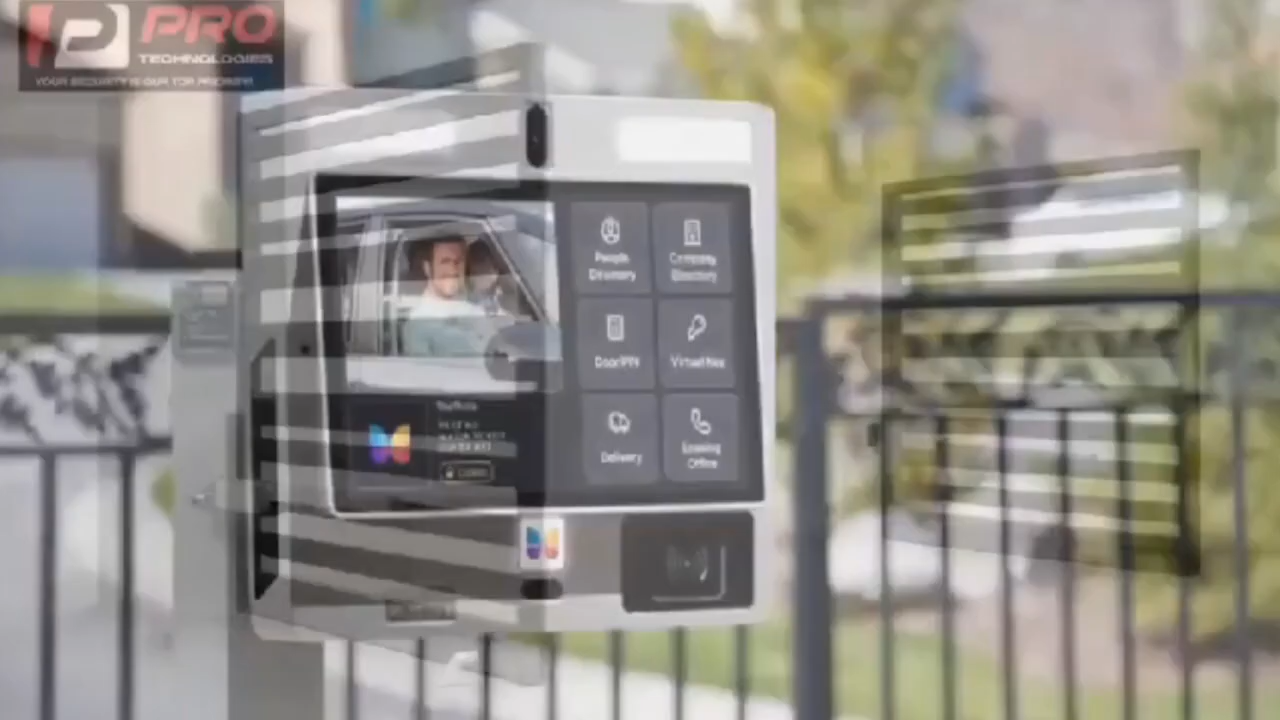 PRO
TECHNOLOGIES
YOUR SECURITY IS OUR TOP PRIORITY
People
Directory
Company
Directory
Door PIN
Virtual Key
Delivery
Leasing
Office